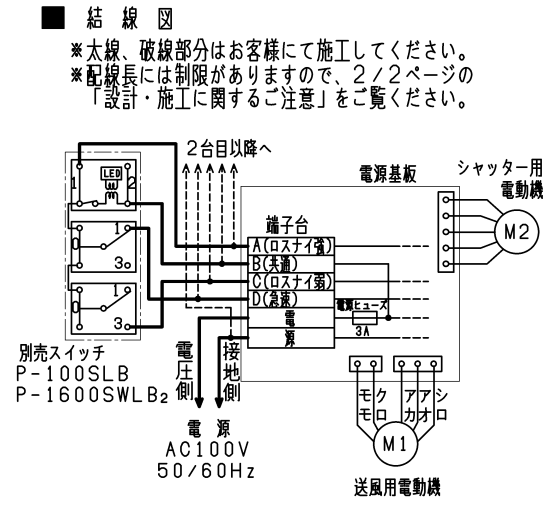 ■ 結線図
※太線、破線部分はお客様にて施工してください。
※配線長には制限がありますので、2/2ページの
「設計・施工に関するご注意」をご覧ください。
2台目以降へ
電源基板
シャッター用
電動機
M2
LED
1
2
1
3
1
3
端子台
A(ロスナイ強)
B(共通)
C(ロスナイ弱)
D(急速)
電
源
電源ヒューズ
3A
別売スイッチ
P-100SLB
P-1600SWLB₂
電圧側
接地側
電源
AC100V
50/60Hz
モモ
クロ
アカ
アオ
シロ
M1
送風用電動機